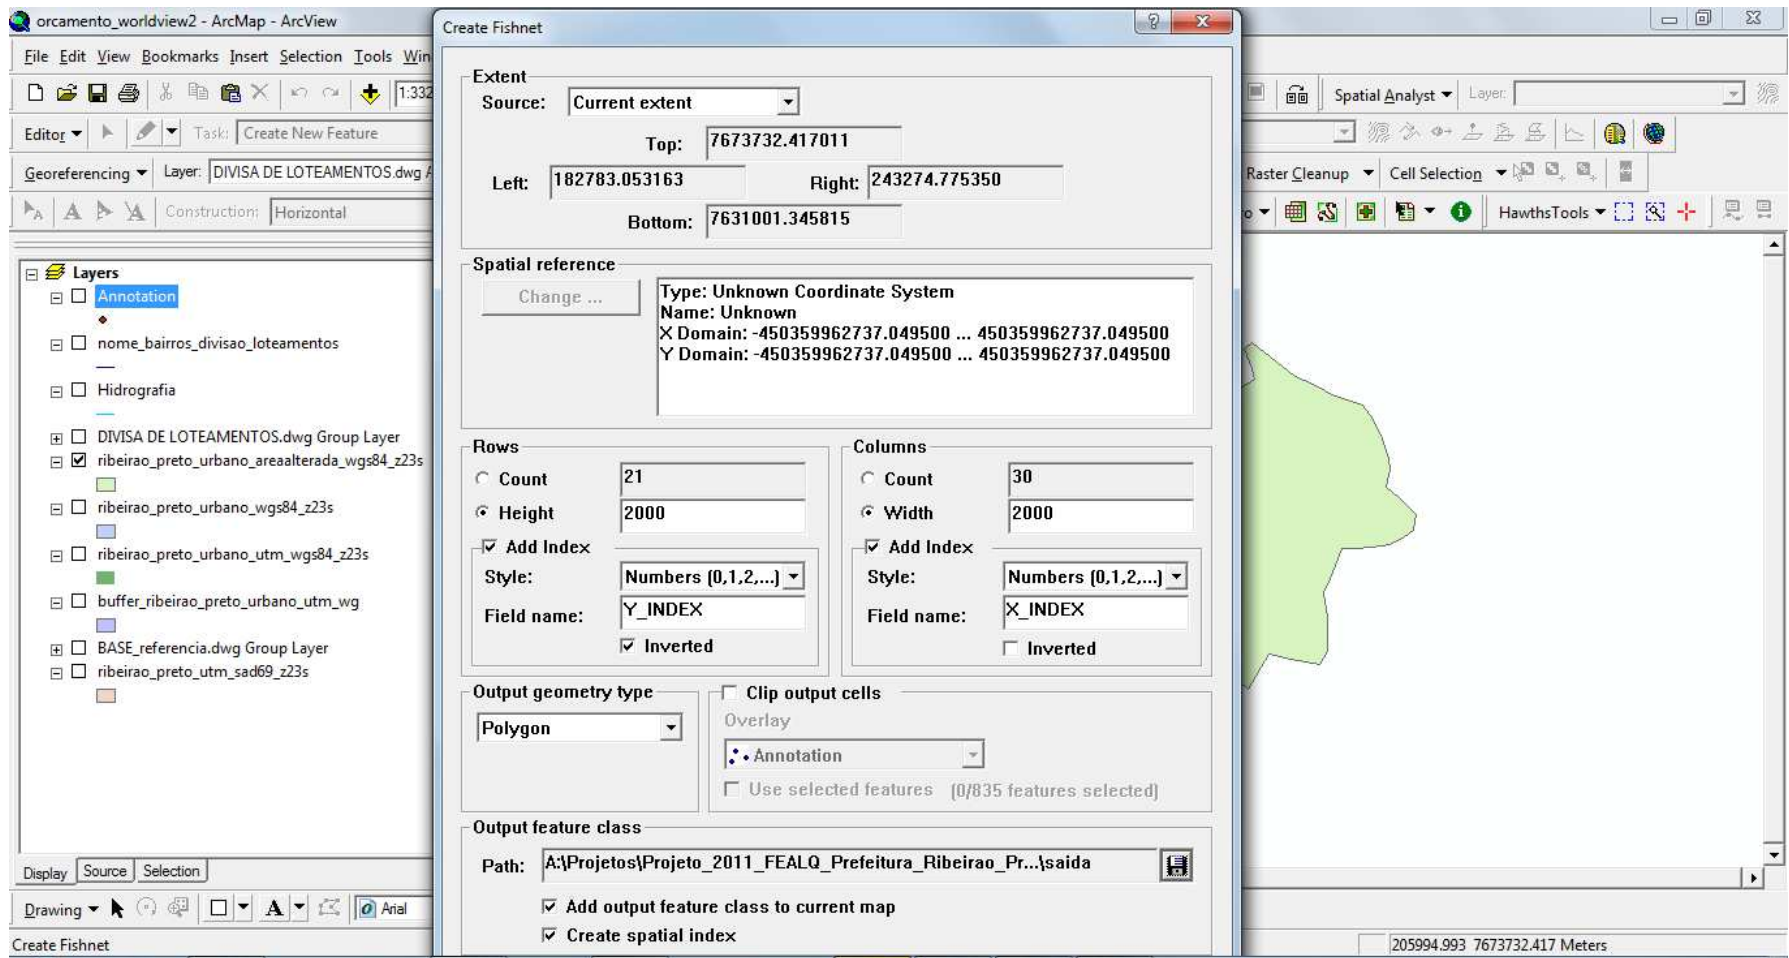 orcamento_worldview2 - ArcMap - ArcView
File Edit View Bookmarks Insert Selection Tools Win
1:332
Editor Task: Create New Feature
Georeferencing Layer: DIVISA DE LOTEAMENTOS.dwg A
Construction: Horizontal
Layers
Annotation
nome_bairros_divisao_loteamentos
Hidrografia
DIVISA DE LOTEAMENTOS.dwg Group Layer
ribeirao_preto_urbano_areaalterada_wgs84_z23s
ribeirao_preto_urbano_wgs84_z23s
ribeirao_preto_urbano_utm_wgs84_z23s
buffer_ribeirao_preto_urbano_utm_wg
BASE_referencia.dwg Group Layer
ribeirao_preto_utm_sad69_z23s
Display Source Selection
Drawing A Arial
Create Fishnet
Create Fishnet
Extent
Source: Current extent
Top: 7673732.417011
Left: 182783.053163 Right: 243274.775350
Bottom: 7631001.345815
Spatial reference
Change ...
Type: Unknown Coordinate System
Name: Unknown
X Domain: -450359962737.049500 ... 450359962737.049500
Y Domain: -450359962737.049500 ... 450359962737.049500
Rows
Count 21
Height 2000
Add Index
Style: Numbers (0,1,2,...)
Field name: Y_INDEX
Inverted
Columns
Count 30
Width 2000
Add Index
Style: Numbers (0,1,2,...)
Field name: X_INDEX
Inverted
Output geometry type
Polygon
Clip output cells
Overlay
Annotation
Use selected features (0/835 features selected)
Output feature class
Path: A:\Projetos\Projeto_2011_FEALQ_Prefeitura_Ribeirao_Pr...\saida
Add output feature class to current map
Create spatial index
Spatial Analyst Layer:
Raster Cleanup Cell Selection
o HawthsTools
205994.993 7673732.417 Meters